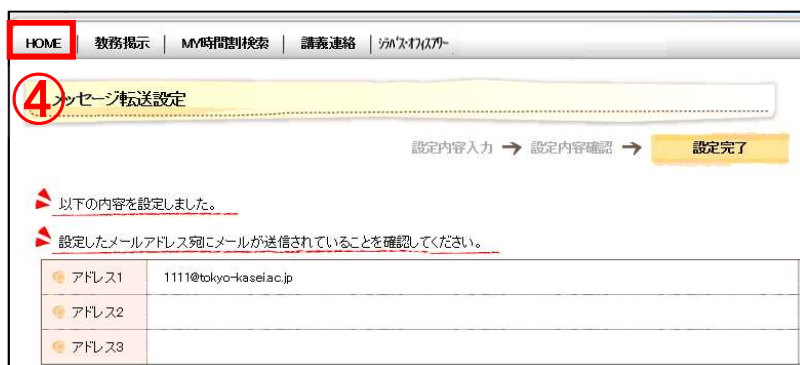 HOME 教務掲示 MY時間割検索 講義連絡 ｼﾗﾊﾞｽ･ｵﾌｨｽｱﾜｰ
④ メッセージ転送設定
設定内容入力 ➔ 設定内容確認 ➔ 設定完了
以下の内容を設定しました。
設定したメールアドレス宛にメールが送信されていることを確認してください。
アドレス1 1111@tokyo-kasei.ac.jp
アドレス2
アドレス3